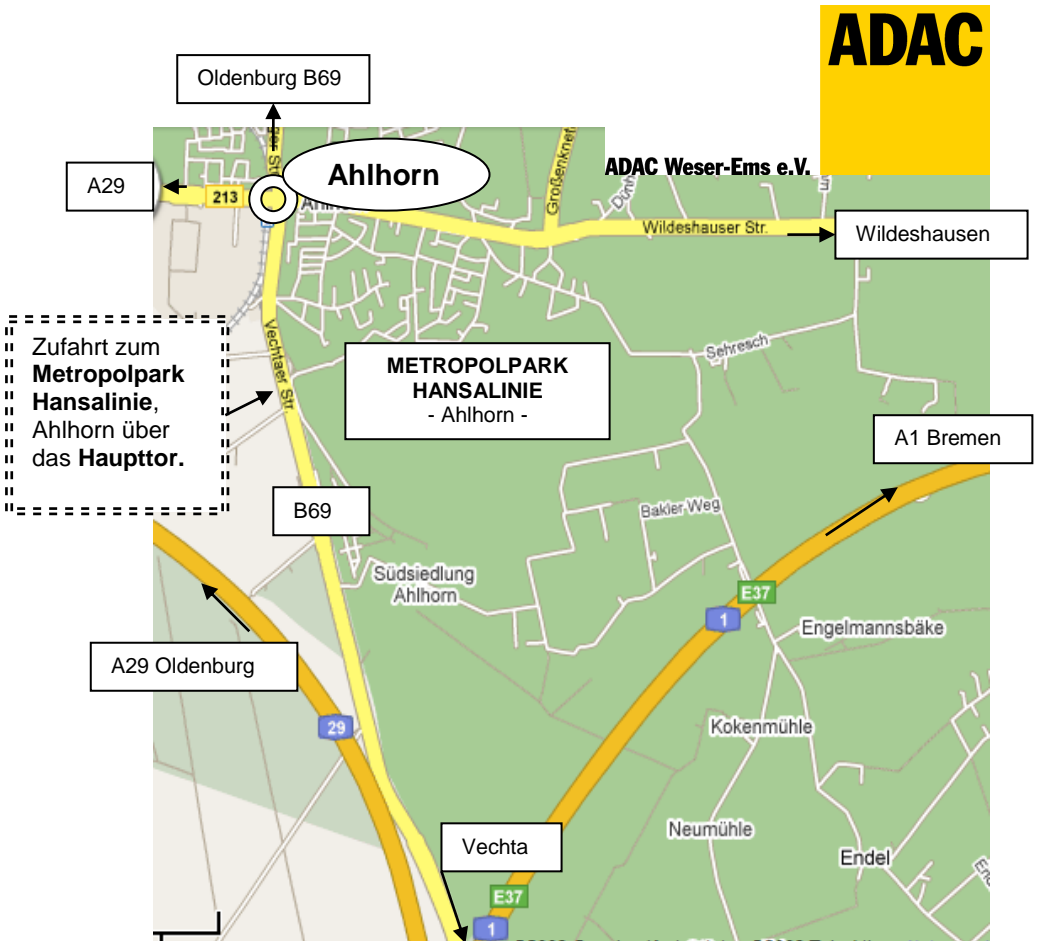 ADAC
Oldenburg B69
ADAC Weser-Ems e.V.
A29
213
Ahlhorn
Wildeshauser Str.
Wildeshausen
Zufahrt zum
Metropolpark
Hansalinie,
Ahlhorn über
das Haupttor.
Vechtaer Str.
METROPOLPARK
HANSALINIE
- Ahlhorn -
Sehresch
A1 Bremen
B69
Bakler Weg
Südsiedlung
Ahlhorn
E37
1
Engelmannsbäke
A29 Oldenburg
29
Kokenmühle
Neumühle
Vechta
Endel
E37
1